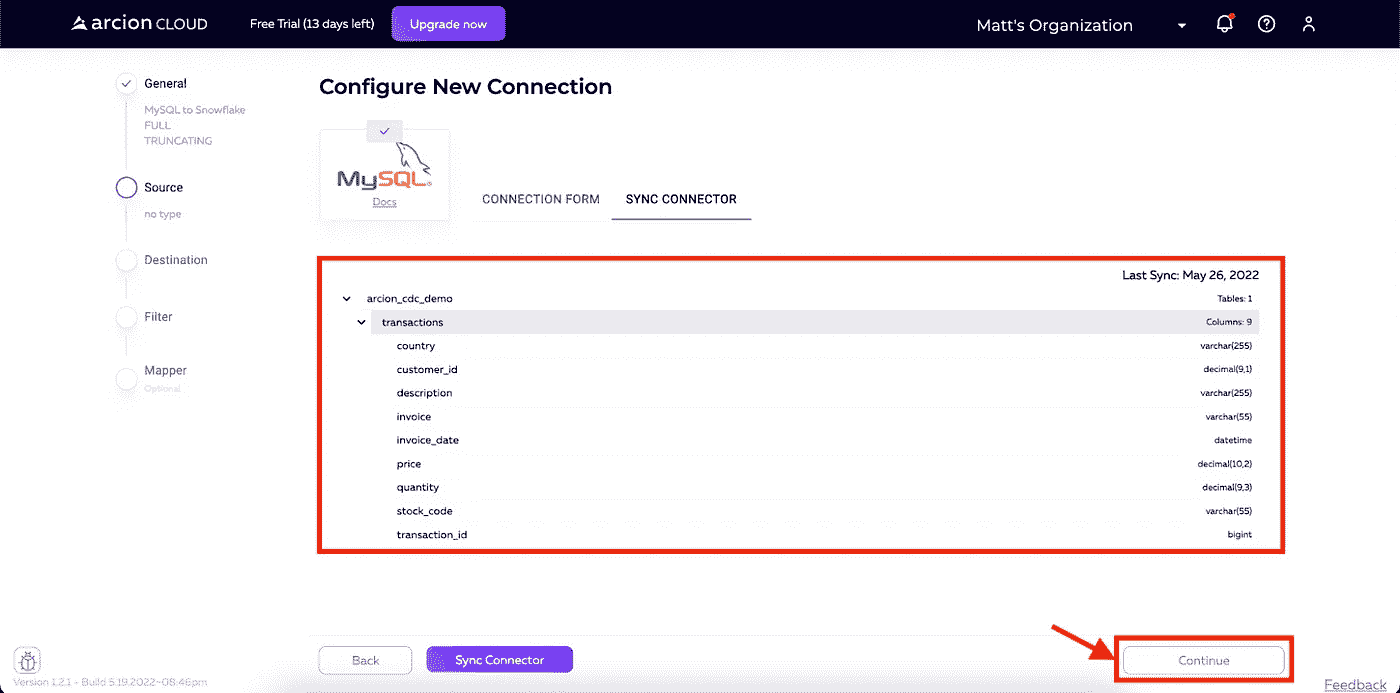 arcion CLOUD
Free Trial (13 days left)
Upgrade now
Matt's Organization
General
MySQL to Snowflake
FULL
TRUNCATING
Source
no type
Destination
Filter
Mapper
Optional
Configure New Connection
MySQL
Docs
CONNECTION FORM
SYNC CONNECTOR
Last Sync: May 26, 2022
arcion_cdc_demo Tables: 1
transactions Columns: 9
country varchar(255)
customer_id decimal(9,1)
description varchar(255)
invoice varchar(55)
invoice_date datetime
price decimal(10,2)
quantity decimal(9,3)
stock_code varchar(55)
transaction_id bigint
Back
Sync Connector
Continue
Version 1.2.1 - Build 5.19.2022-08:46pm
Feedback